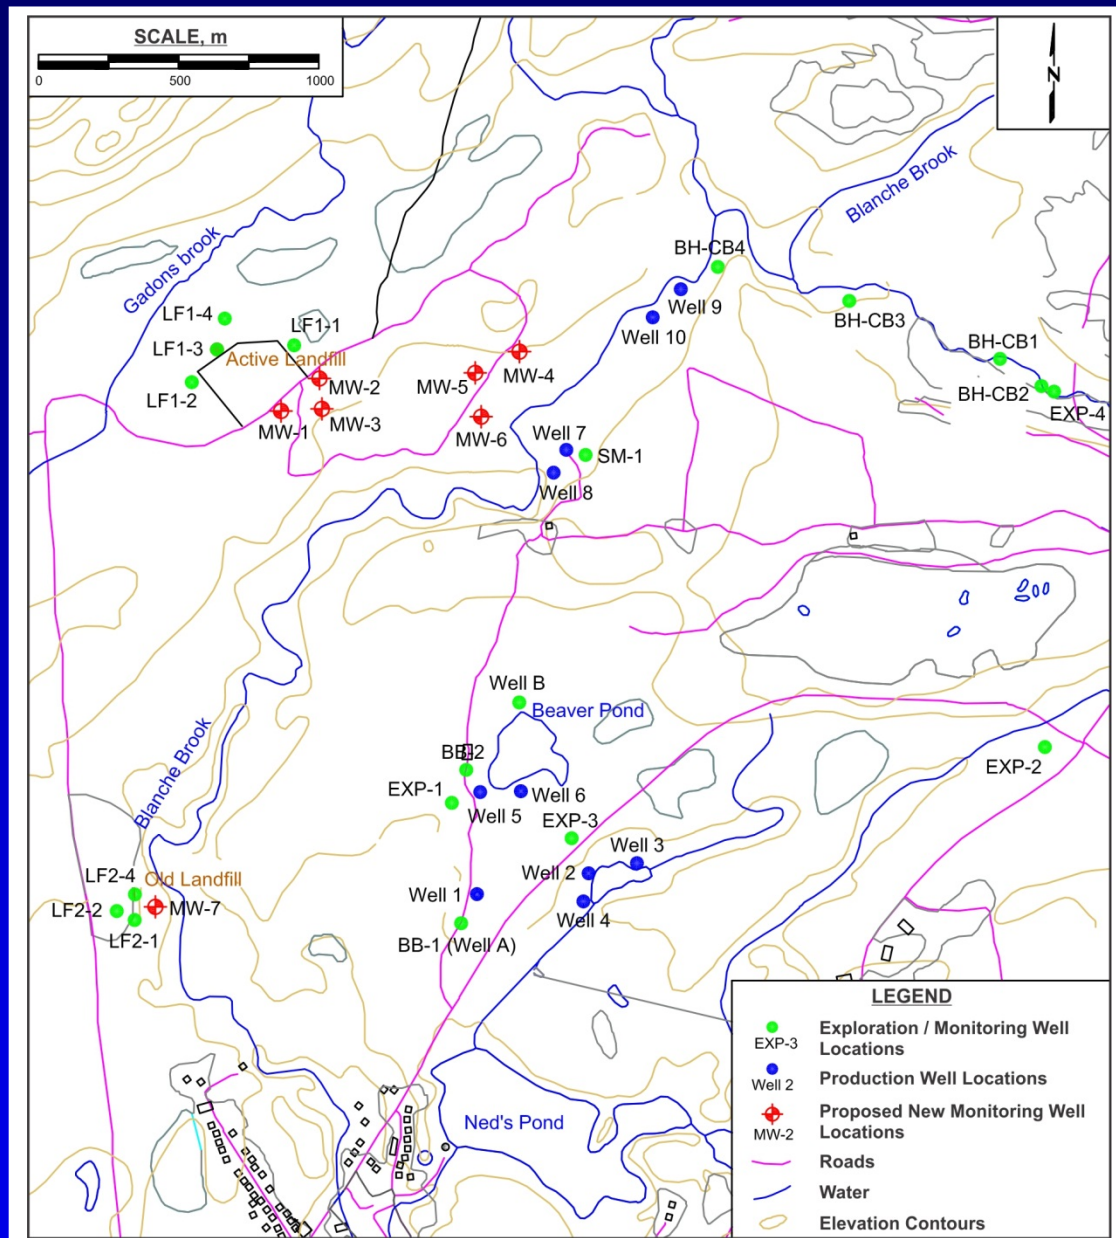 SCALE, m
0 500 1000
N
Blanche Brook
Gadons brook
BH-CB4
Well 9
LF1-4
LF1-1
Well 10
BH-CB3
LF1-3
Active Landfill
BH-CB1
MW-4
MW-5
MW-2
LF1-2
BH-CB2
MW-1
MW-3
EXP-4
MW-6
Well 7
SM-1
Well 8
Well B
Beaver Pond
BB-2
EXP-2
EXP-1
Well 6
Well 5
Blanche Brook
EXP-3
Well 3
LF2-4
Old Landfill
Well 2
Well 1
LF2-2
MW-7
Well 4
LF2-1
BB-1 (Well A)
Ned's Pond
LEGEND
EXP-3
Exploration / Monitoring Well
Locations
Well 2
Production Well Locations
MW-2
Proposed New Monitoring Well
Locations
Roads
Water
Elevation Contours